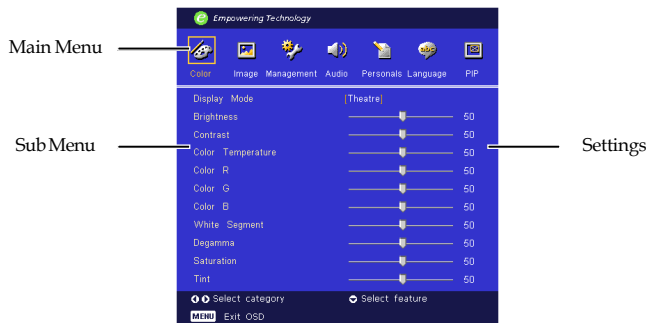 Empowering Technology
Main Menu
Color Image Management Audio Personals Language PIP
Display Mode [Theatre]
Brightness 50
Contrast 50
Sub Menu
Color Temperature 50
Settings
Color R 50
Color G 50
Color B 50
White Segment 50
Degamma 50
Saturation 50
Tint 50
Select category Select feature
MENU Exit OSD